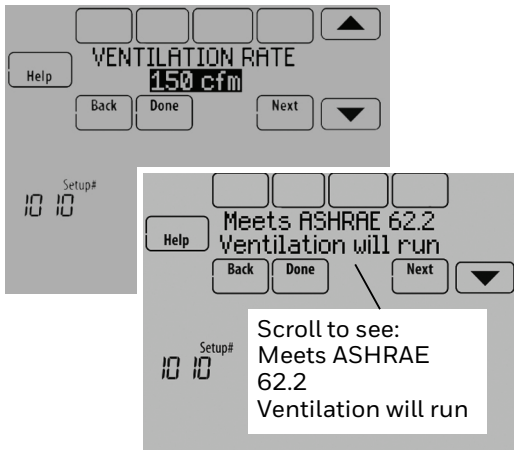 VENTILATION RATE
150 cfm
Help
Back Done Next
Setup#
10 10
Meets ASHRAE 62.2
Ventilation will run
Help
Back Done Next
Setup#
10 10
Scroll to see:
Meets ASHRAE
62.2
Ventilation will run